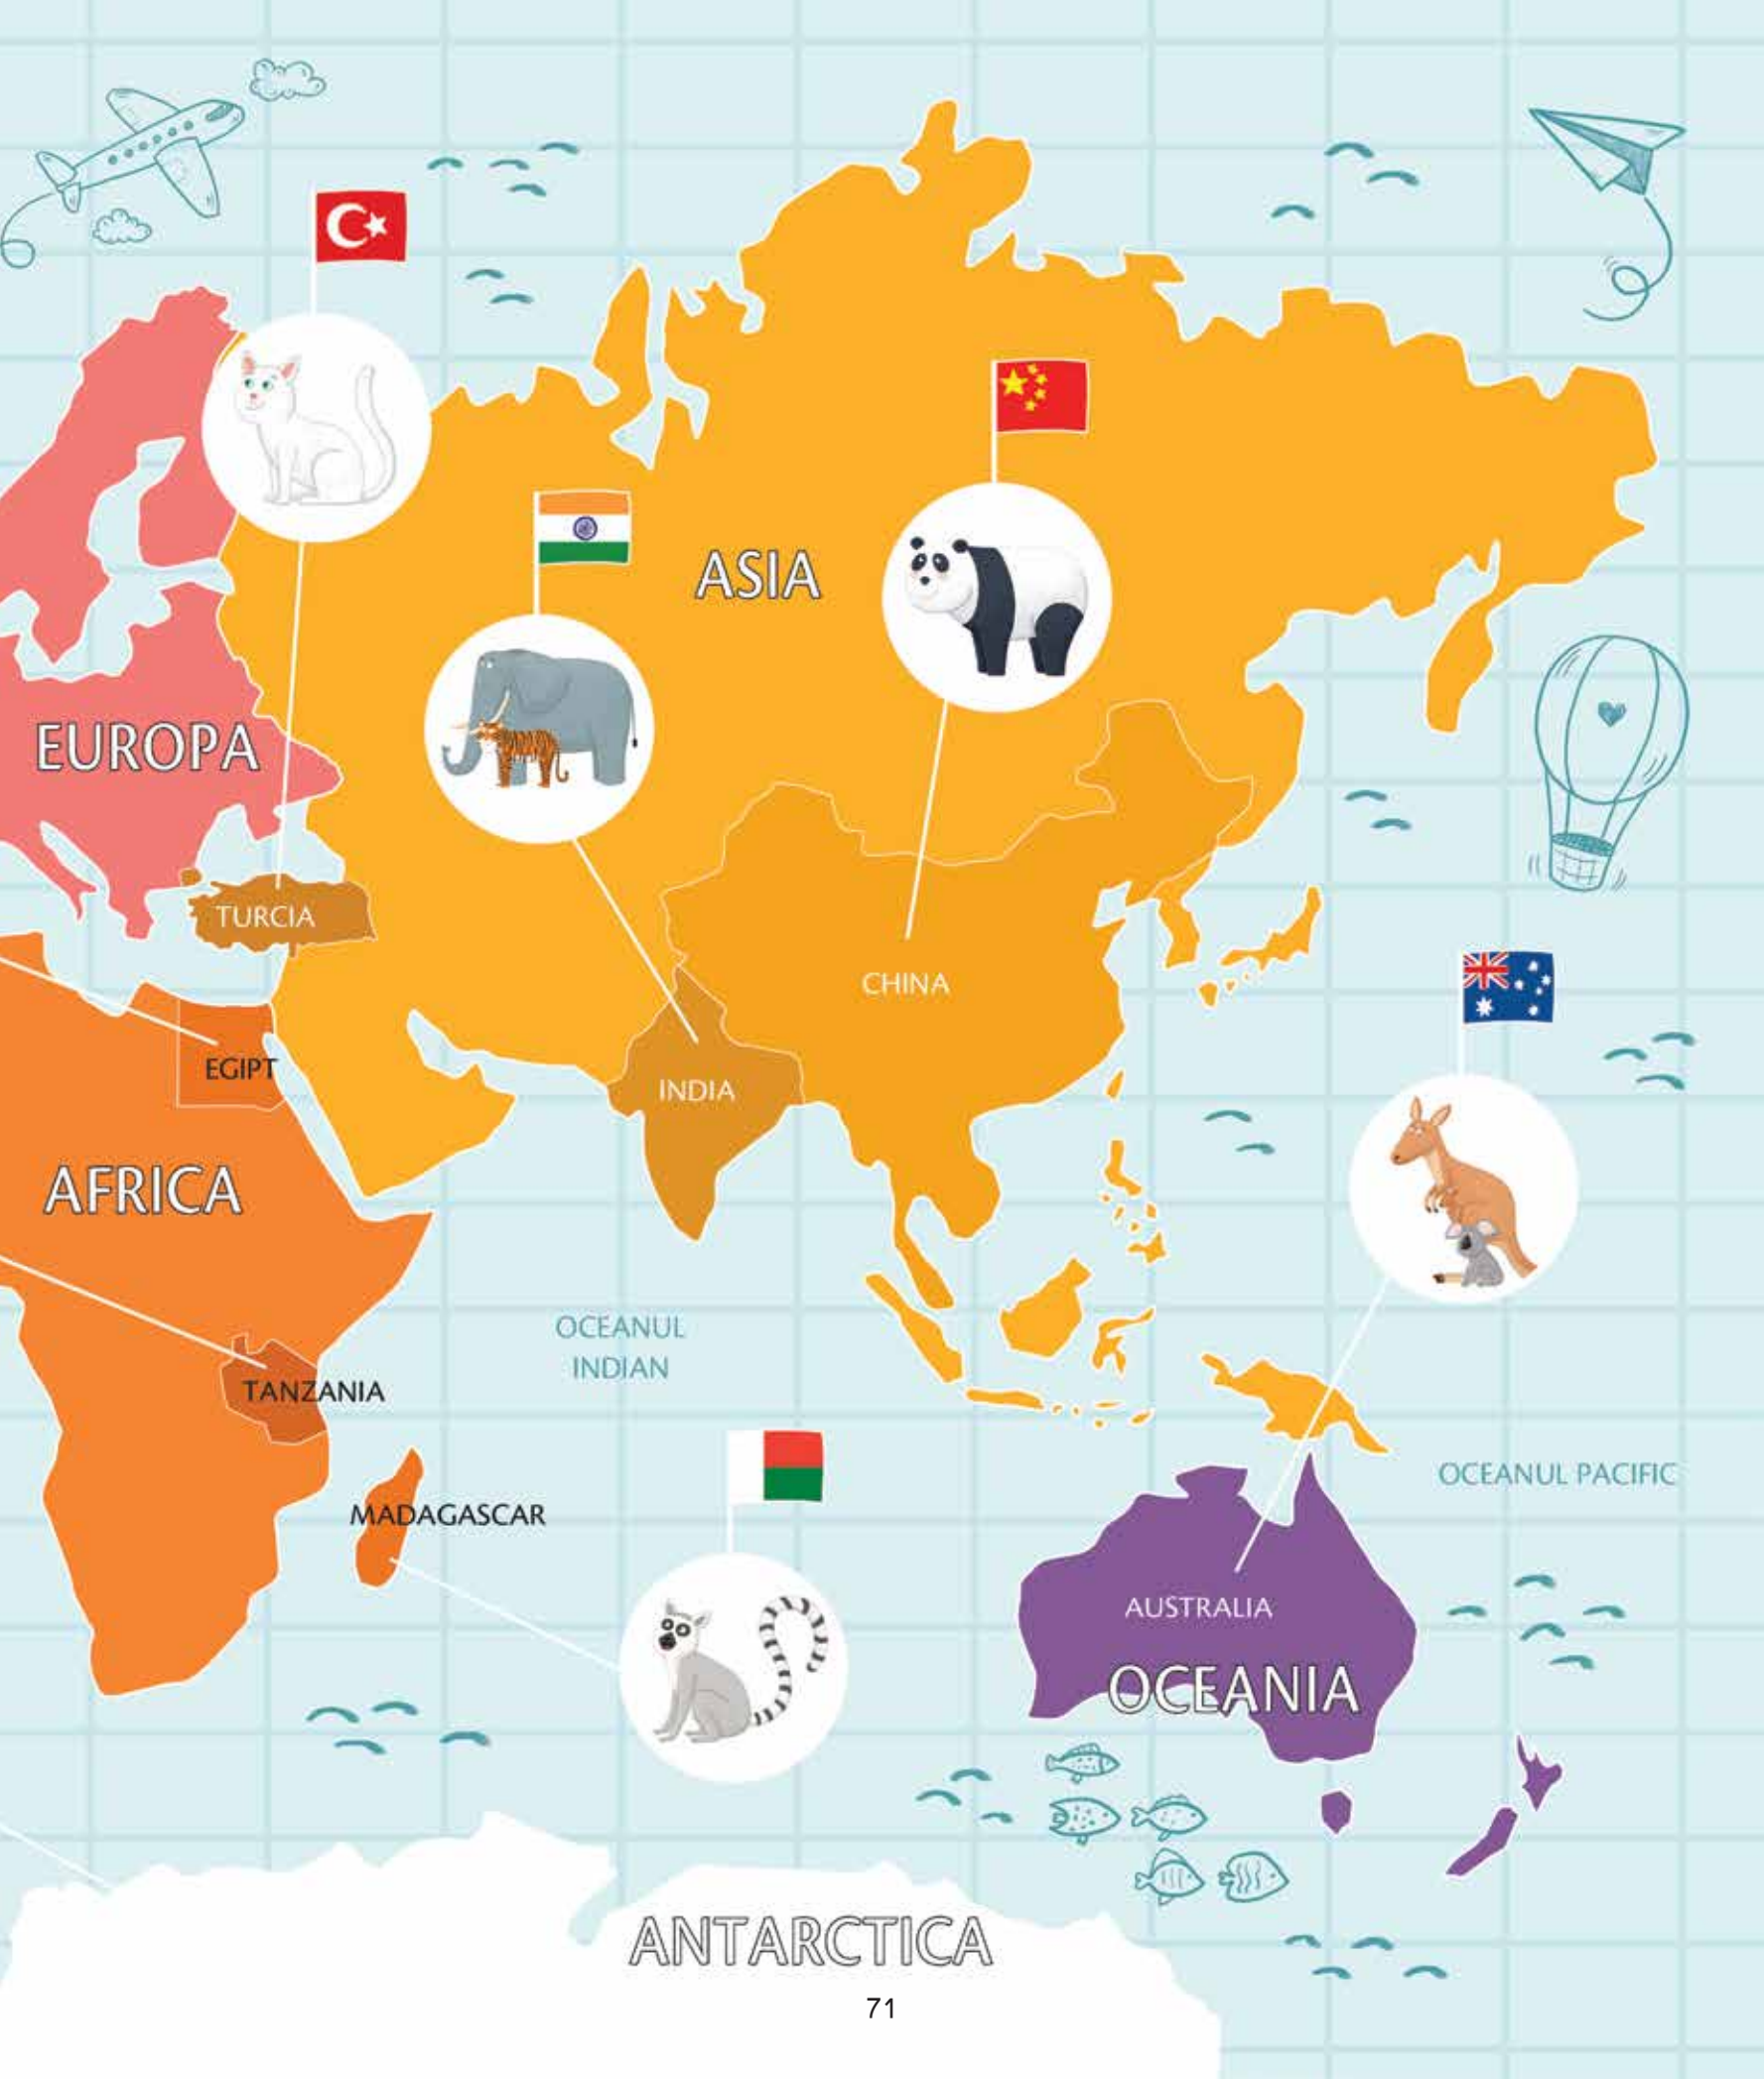 ASIA
EUROPA
TURCIA
CHINA
EGIPT
INDIA
AFRICA
OCEANUL
INDIAN
TANZANIA
OCEANUL PACIFIC
MADAGASCAR
AUSTRALIA
OCEANIA
ANTARCTICA
71